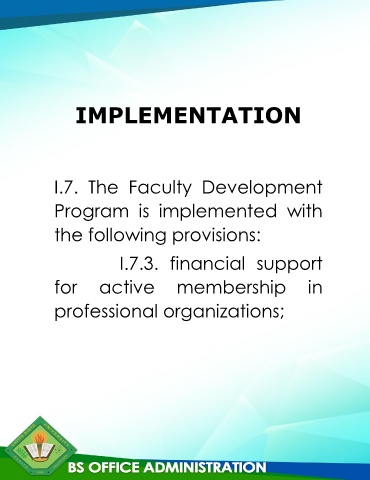 IMPLEMENTATION
I.7. The Faculty Development
Program is implemented with
the following provisions:
I.7.3. financial support
for active membership in
professional organizations;
BS OFFICE ADMINISTRATION